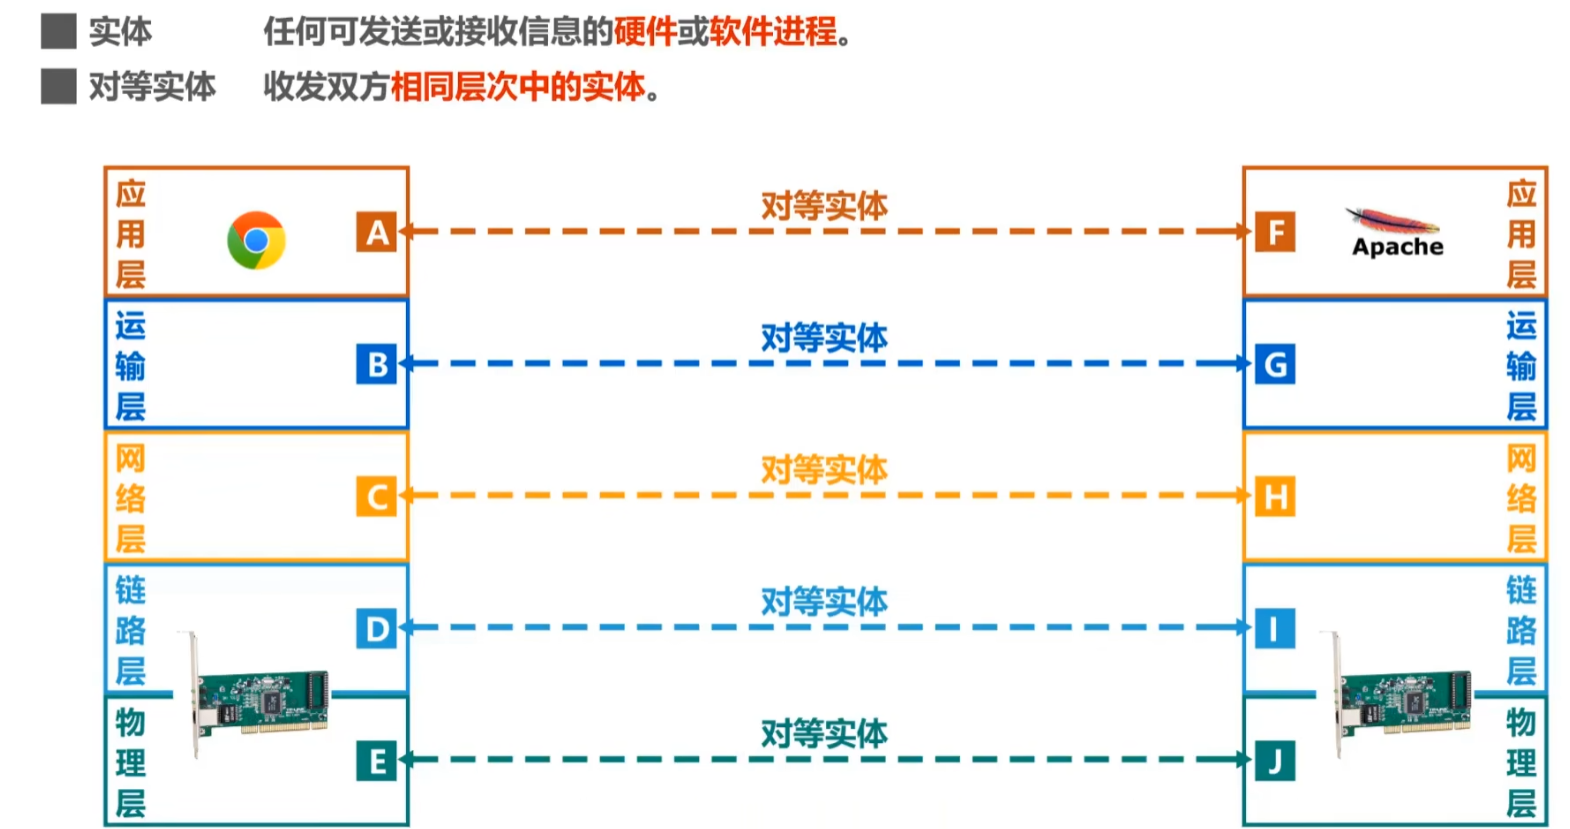 实体 任何可发送或接收信息的硬件或软件进程。
对等实体 收发双方相同层次中的实体。
应用层 A 对等实体 F Apache 应用层
运输层 B 对等实体 G 运输层
网络层 C 对等实体 H 网络层
链路层 D 对等实体 I 链路层
物理层 E 对等实体 J 物理层